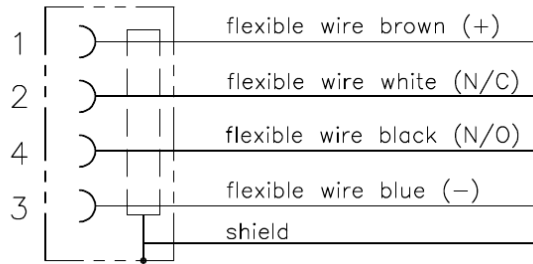 1 flexible wire brown (+)
2 flexible wire white (N/C)
4 flexible wire black (N/O)
3 flexible wire blue (−)
shield